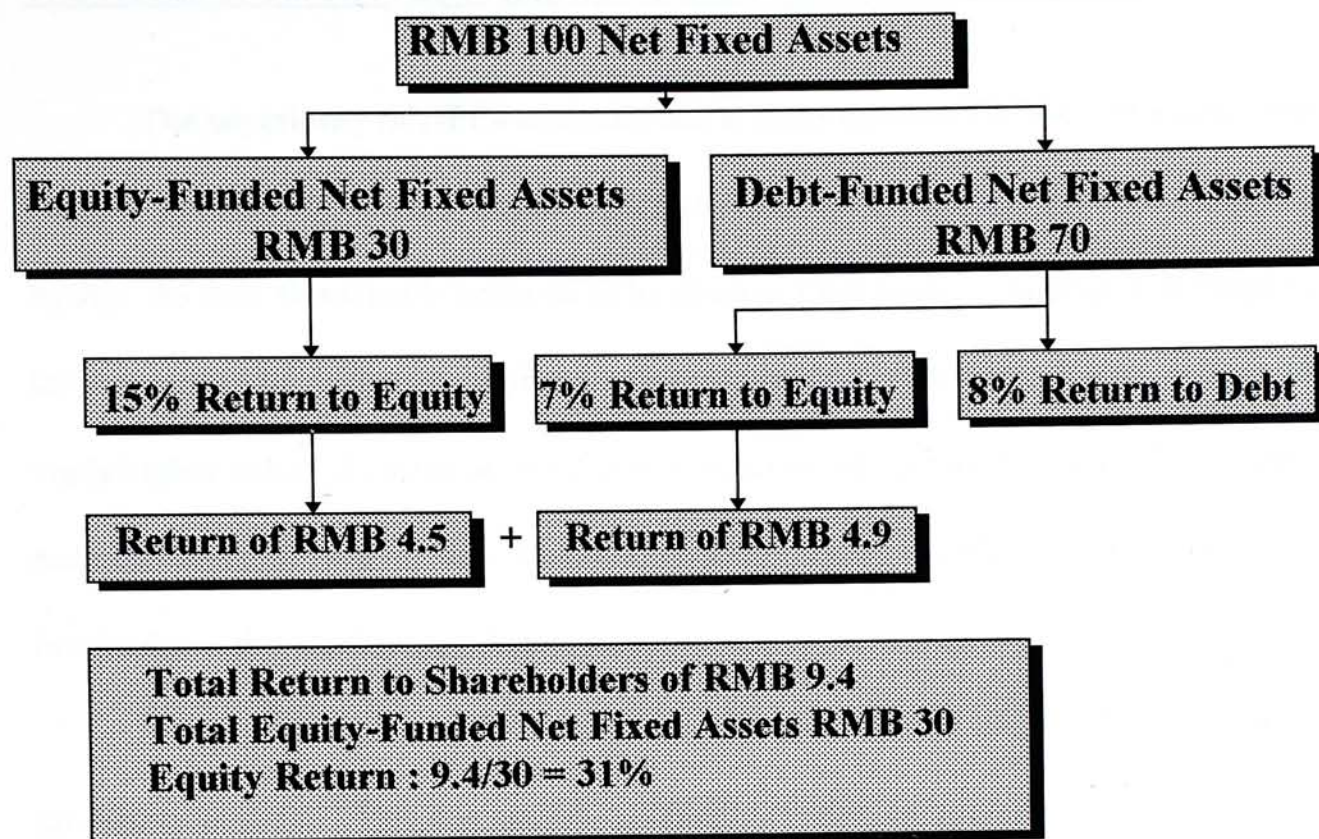 RMB 100 Net Fixed Assets
Equity-Funded Net Fixed Assets
RMB 30
Debt-Funded Net Fixed Assets
RMB 70
15% Return to Equity
7% Return to Equity
8% Return to Debt
Return of RMB 4.5
+
Return of RMB 4.9
Total Return to Shareholders of RMB 9.4
Total Equity-Funded Net Fixed Assets RMB 30
Equity Return : 9.4/30 = 31%